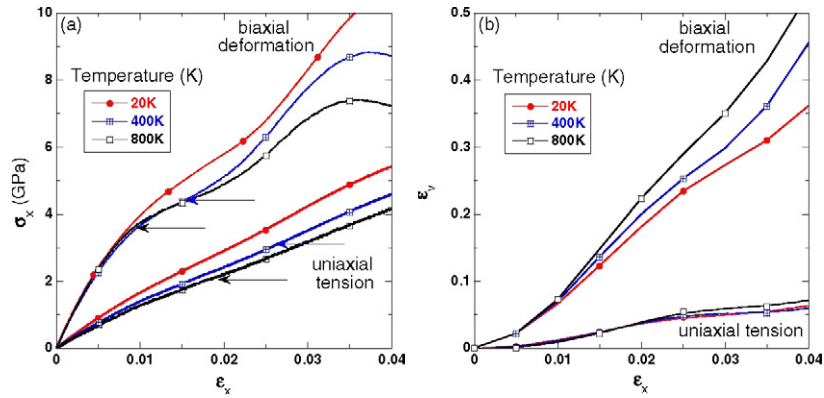 (a)
biaxial
deformation
Temperature (K)
20K
400K
800K
uniaxial
tension
10
8
6
4
2
0
σx (GPa)
0 0.01 0.02 0.03 0.04
εx
(b)
biaxial
deformation
Temperature (K)
20K
400K
800K
uniaxial tension
0.5
0.4
0.3
0.2
0.1
0
εv
0 0.01 0.02 0.03 0.04
εx